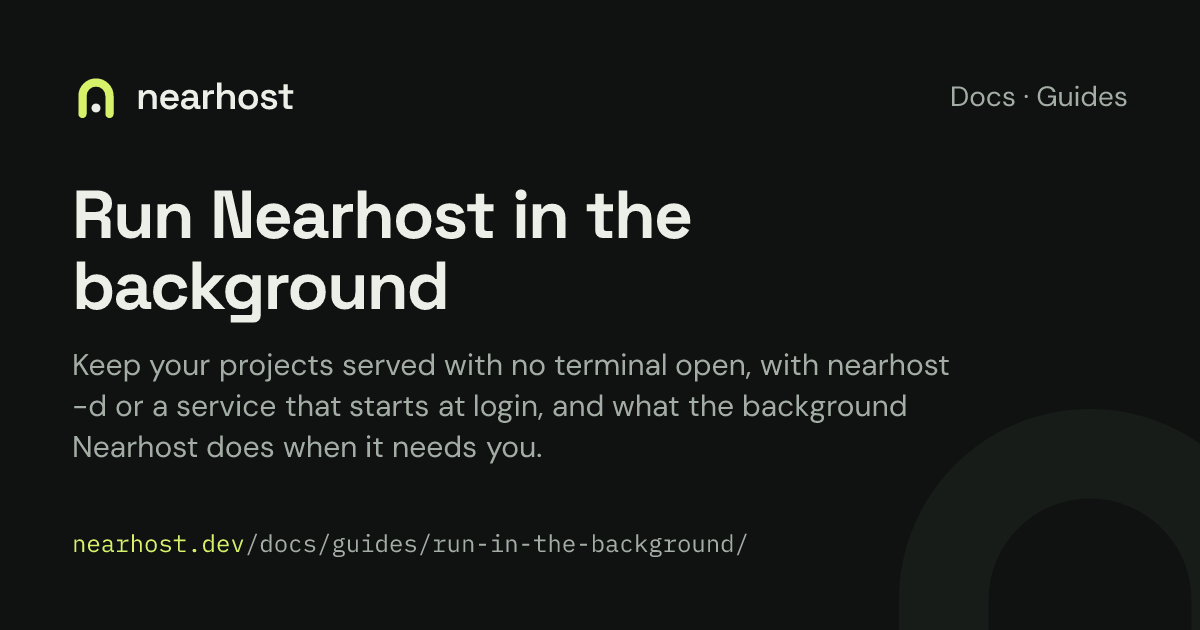 nearhost
Docs · Guides
Run Nearhost in the
background
Keep your projects served with no terminal open, with nearhost
-d or a service that starts at login, and what the background
Nearhost does when it needs you.
nearhost.dev/docs/guides/run-in-the-background/